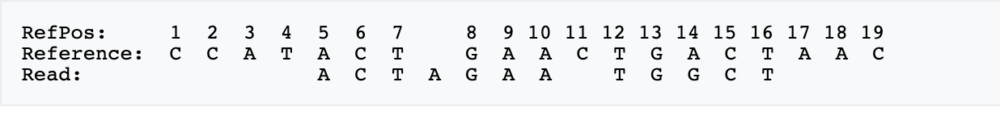 RefPos:     1  2  3  4  5  6  7     8  9 10 11 12 13 14 15 16 17 18 19
Reference:  C  C  A  T  A  C  T     G  A  A  C  T  G  A  C  T  A  A  C
Read:                   A  C  T  A  G  A  A     T  G  G  C  T